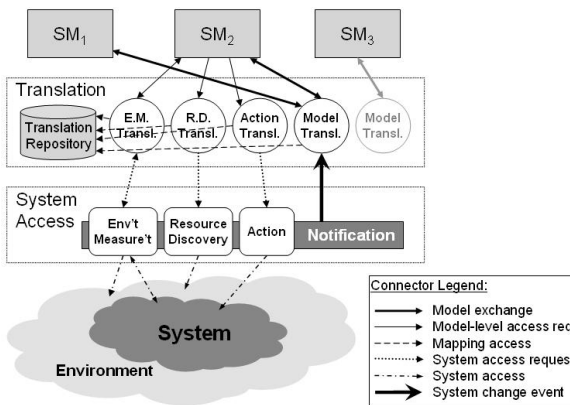 SM1
SM2
SM3
Translation
Translation
Repository
E.M.
Transl.
R.D.
Transl.
Action
Transl.
Model
Transl.
Model
Transl.
System
Access
Env't
Measure't
Resource
Discovery
Action
Notification
System
Environment
Connector Legend:
Model exchange
Model-level access req
Mapping access
System access reques
System access
System change event